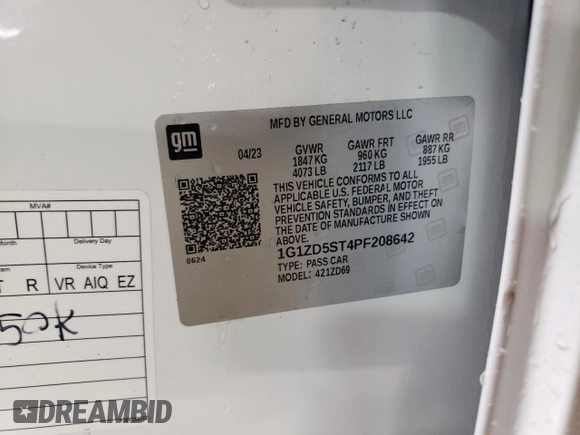 MFD BY GENERAL MOTORS LLC
gm
04/23
GVWR GAWR FRT GAWR RR
1847 KG 960 KG 887 KG
4073 LB 2117 LB 1955 LB
THIS VEHICLE CONFORMS TO ALL
APPLICABLE U.S. FEDERAL MOTOR
VEHICLE SAFETY, BUMPER, AND THEFT
PREVENTION STANDARDS IN EFFECT ON
THE DATE OF MANUFACTURE SHOWN
ABOVE.
8624
1G1ZD5ST4PF208642
TYPE: PASS CAR
MODEL: 421ZD69
MVA#
Month Day Year
Device Type
T R VR AIQ EZ
50K
DREAMBID